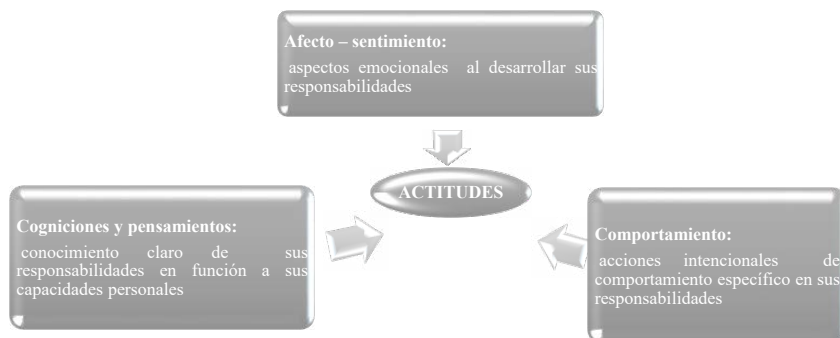 Afecto – sentimiento:
aspectos emocionales al desarrollar sus
responsabilidades
ACTITUDES
Cogniciones y pensamientos:
conocimiento claro de sus
responsabilidades en función a sus
capacidades personales
Comportamiento:
acciones intencionales de
comportamiento específico en sus
responsabilidades